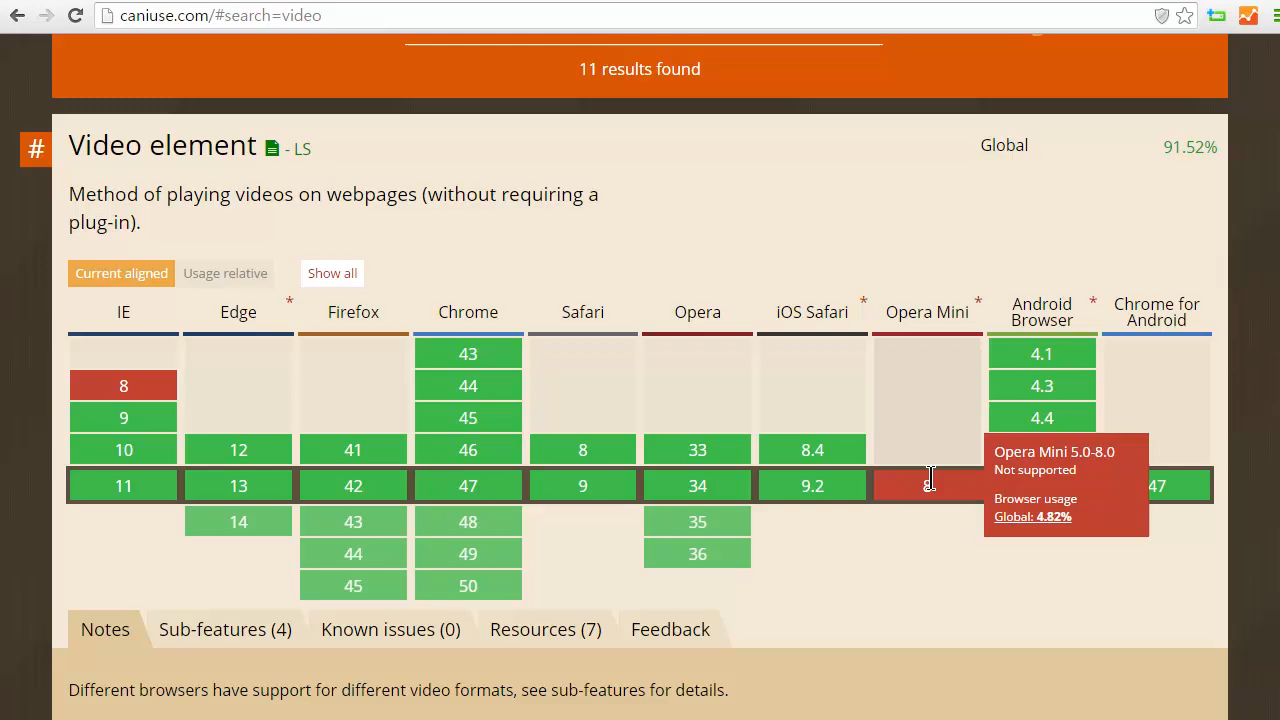 caniuse.com/#search=video
11 results found
#
Video element - LS
Global 91.52%
Method of playing videos on webpages (without requiring a
plug-in).
Current aligned Usage relative Show all
IE Edge * Firefox Chrome Safari Opera iOS Safari * Opera Mini * Android Browser * Chrome for Android
43 4.1
8 44 4.3
9 45 4.4
10 12 41 46 8 33 8.4
11 13 42 47 9 34 9.2 8 47
14 43 48 35
44 49 36
45 50
Opera Mini 5.0-8.0
Not supported
Browser usage
Global: 4.82%
Notes Sub-features (4) Known issues (0) Resources (7) Feedback
Different browsers have support for different video formats, see sub-features for details.